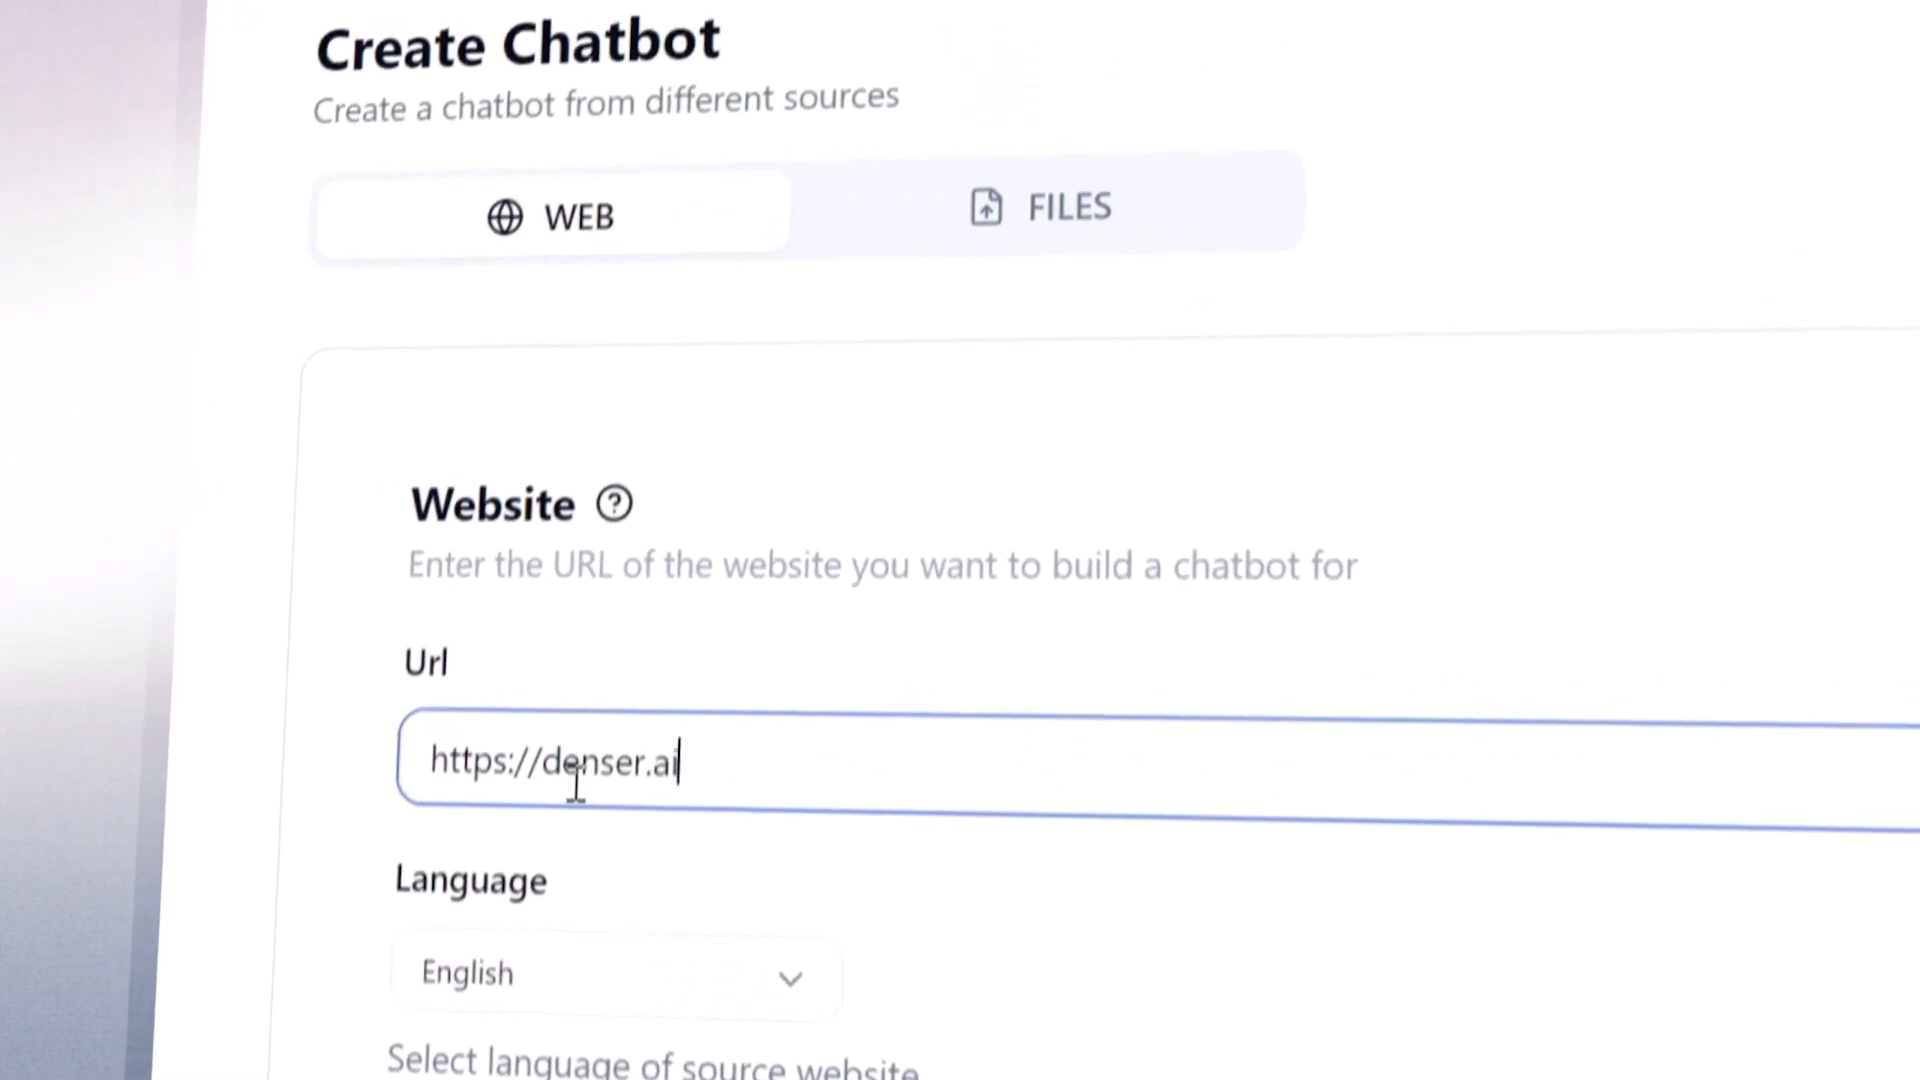 Create Chatbot
Create a chatbot from different sources
WEB
FILES
Website
Enter the URL of the website you want to build a chatbot for
Url
https://denser.ai
Language
English
Select language of source website